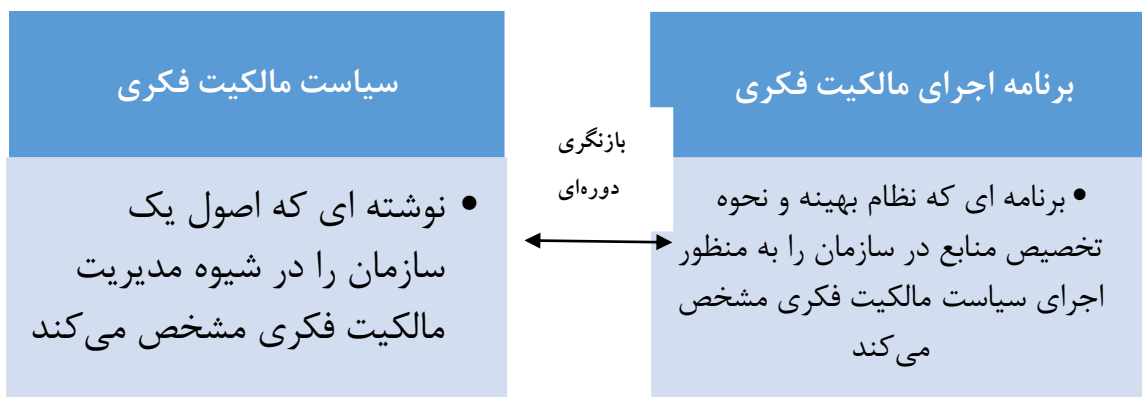 برنامه اجرای مالکیت فکری
• برنامه ای که نظام بهینه و نحوه
تخصیص منابع در سازمان را به منظور
اجرای سیاست مالکیت فکری مشخص
می‌کند
بازنگری
دوره‌ای
سیاست مالکیت فکری
• نوشته ای که اصول یک
سازمان را در شیوه مدیریت
مالکیت فکری مشخص می‌کند